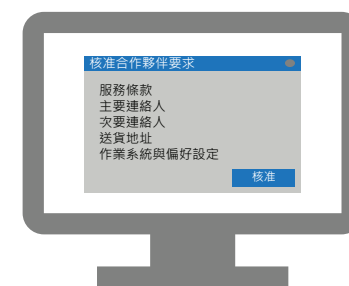 核准合作夥伴要求
服務條款
主要連絡人
次要連絡人
送貨地址
作業系統與偏好設定
核准